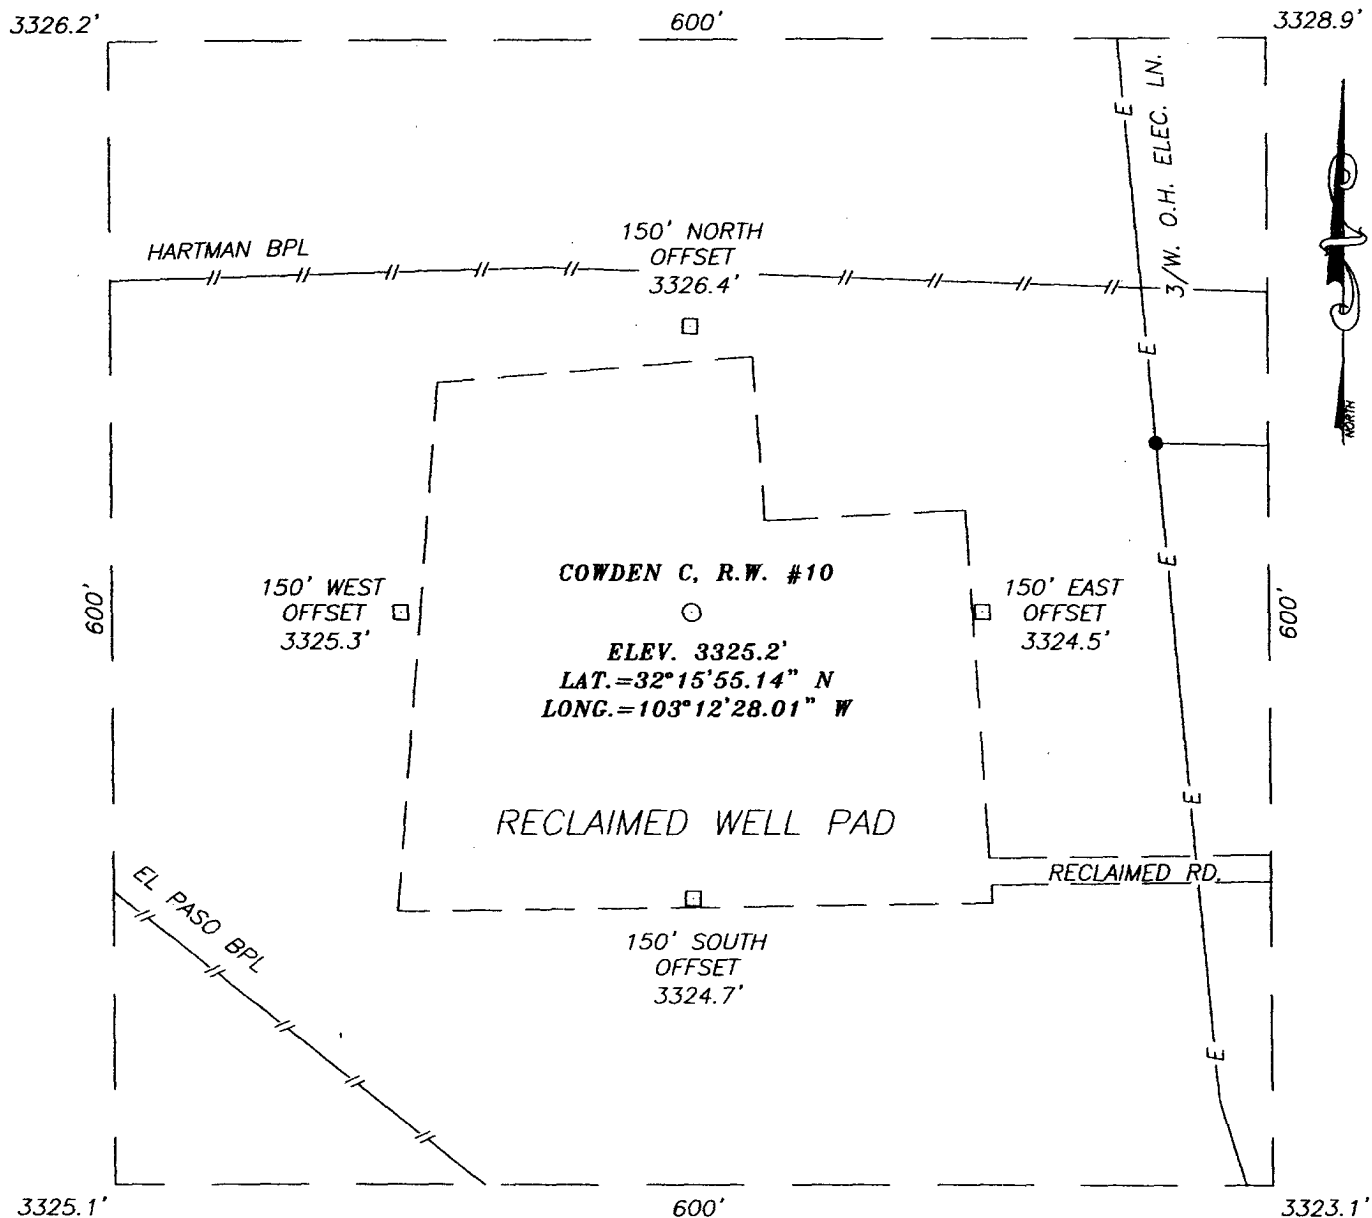 3326.2'
600'
3328.9'
HARTMAN BPL
150' NORTH
OFFSET
3326.4'
E
3/W. O.H. ELEC. LN.
E
NORTH
E
150' WEST
OFFSET
3325.3'
600'
COWDEN C, R.W. #10
ELEV. 3325.2'
LAT.=32°15'55.14" N
LONG.=103°12'28.01" W
150' EAST
OFFSET
3324.5'
600'
E
RECLAIMED WELL PAD
RECLAIMED RD.
EL PASO BPL
150' SOUTH
OFFSET
3324.7'
E
3325.1'
600'
3323.1'